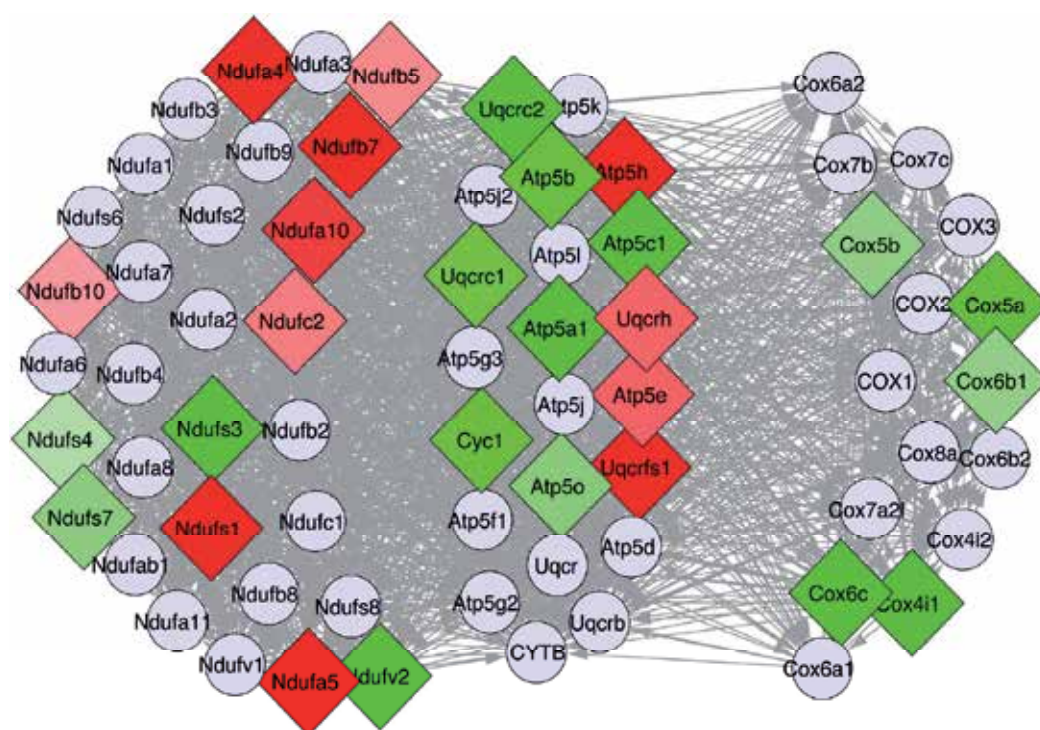 Ndufa4
Ndufa3
Ndufb5
Ndufb3
Ndufb9
Ndufb7
Ndufa1
Ndufs6
Ndufs2
Ndufa10
Ndufa7
Ndufb10
Ndufa2
Ndufc2
Ndufa6
Ndufb4
Ndufs4
Ndufs3
Ndufb2
Ndufa8
Ndufs7
Ndufs1
Ndufc1
Ndufab1
Ndufb8
Ndufs8
Ndufa11
Ndufv1
Ndufa5
Ndufv2
Uqcrc2
Atp5k
Atp5b
Atp5h
Atp5j2
Atp5l
Atp5c1
Uqcrc1
Atp5a1
Uqcrh
Atp5g3
Atp5j
Atp5e
Cyc1
Atp5o
Uqcrfs1
Atp5f1
Atp5d
Uqcr
Atp5g2
Uqcrb
CYTB
Cox6a2
Cox7b
Cox7c
Cox5b
COX3
COX2
Cox5a
COX1
Cox6b1
Cox8a
Cox6b2
Cox7a2l
Cox4i2
Cox6c
Cox4i1
Cox6a1